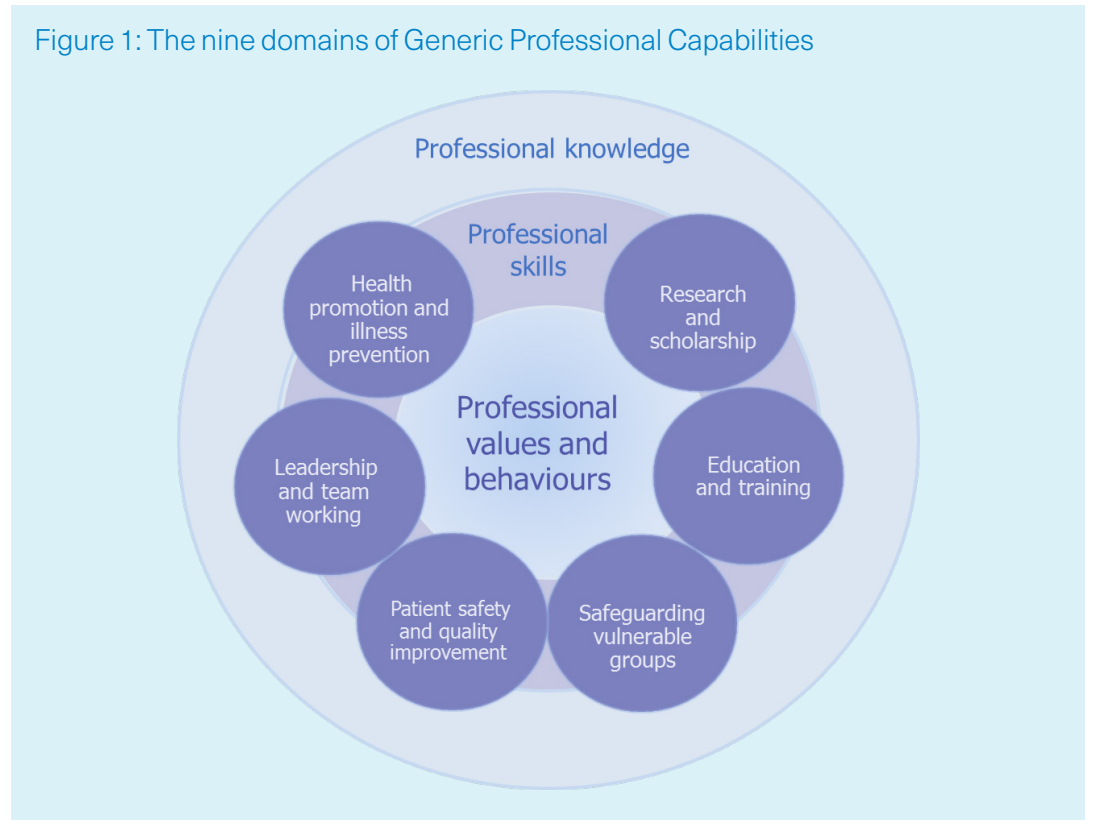 Figure 1: The nine domains of Generic Professional Capabilities
Professional knowledge
Professional
skills
Health
promotion and
illness
prevention
Research
and
scholarship
Professional
values and
behaviours
Leadership
and team
working
Education
and training
Patient safety
and quality
improvement
Safeguarding
vulnerable
groups